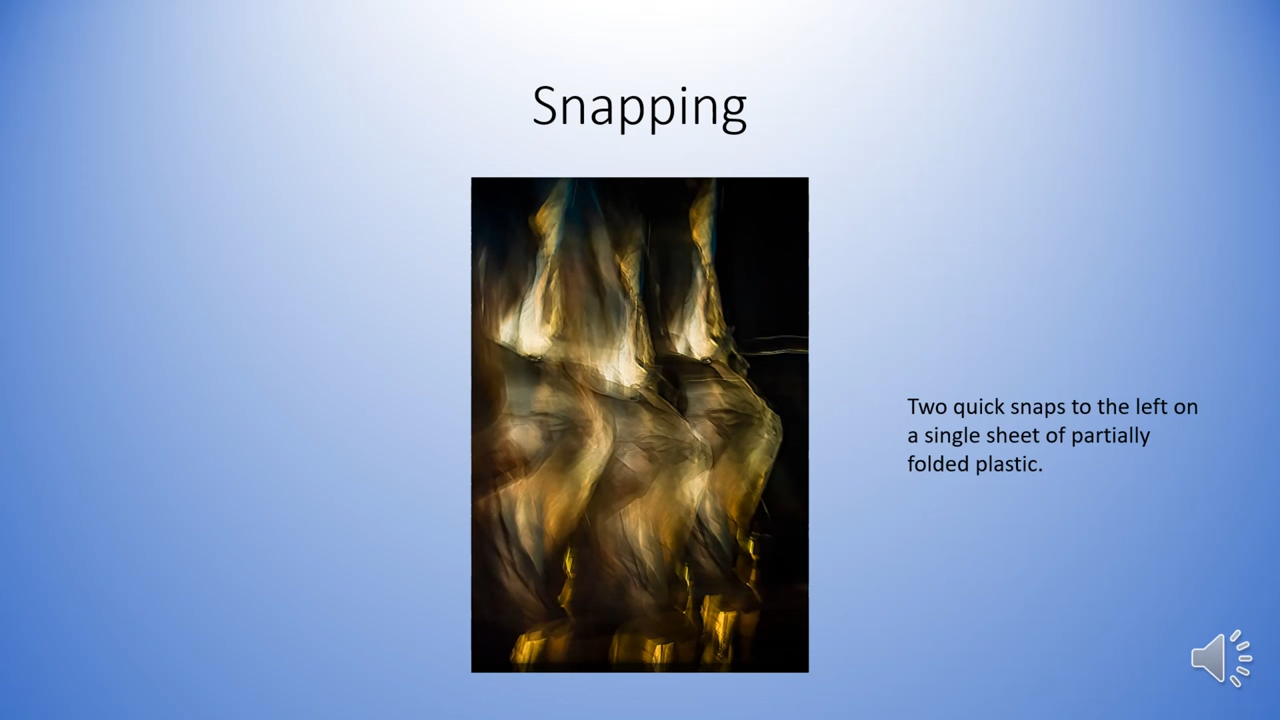 Snapping
Two quick snaps to the left on
a single sheet of partially
folded plastic.